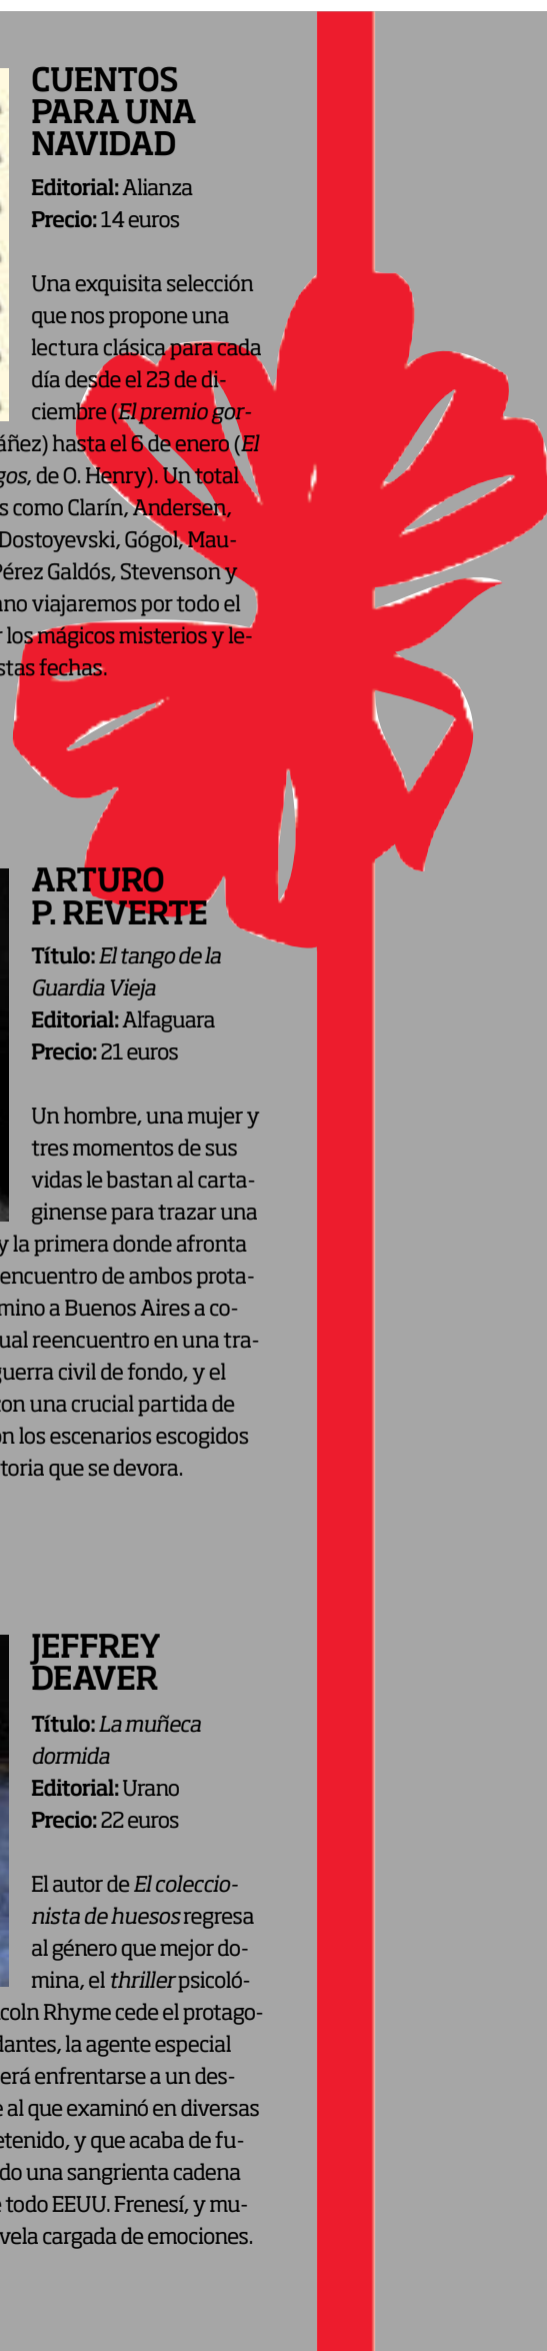 CUENTOS
PARA UNA
NAVIDAD
Editorial: Alianza
Precio: 14 euros
Una exquisita selección
que nos propone una
lectura clásica para cada
día desde el 23 de di-
ciembre (El premio gor-
áñez) hasta el 6 de enero (El
gos, de O. Henry). Un total
s como Clarín, Andersen,
Dostoyevski, Gógol, Mau-
Pérez Galdós, Stevenson y
ano viajaremos por todo el
r los mágicos misterios y le-
stas fechas.
ARTURO
P. REVERTE
Título: El tango de la
Guardia Vieja
Editorial: Alfaguara
Precio: 21 euros
Un hombre, una mujer y
tres momentos de sus
vidas le bastan al carta-
ginense para trazar una
y la primera donde afronta
encuentro de ambos prota-
mino a Buenos Aires a co-
ual reencuentro en una tra-
guerra civil de fondo, y el
con una crucial partida de
on los escenarios escogidos
toria que se devora.
JEFFREY
DEAVER
Título: La muñeca
dormida
Editorial: Urano
Precio: 22 euros
El autor de El coleccio-
nista de huesos regresa
al género que mejor do-
mina, el thriller psicoló-
coln Rhyme cede el protago-
dantes, la agente especial
erá enfrentarse a un des-
e al que examinó en diversas
etenido, y que acaba de fu-
do una sangrienta cadena
e todo EEUU. Frenesí, y mu-
vela cargada de emociones.